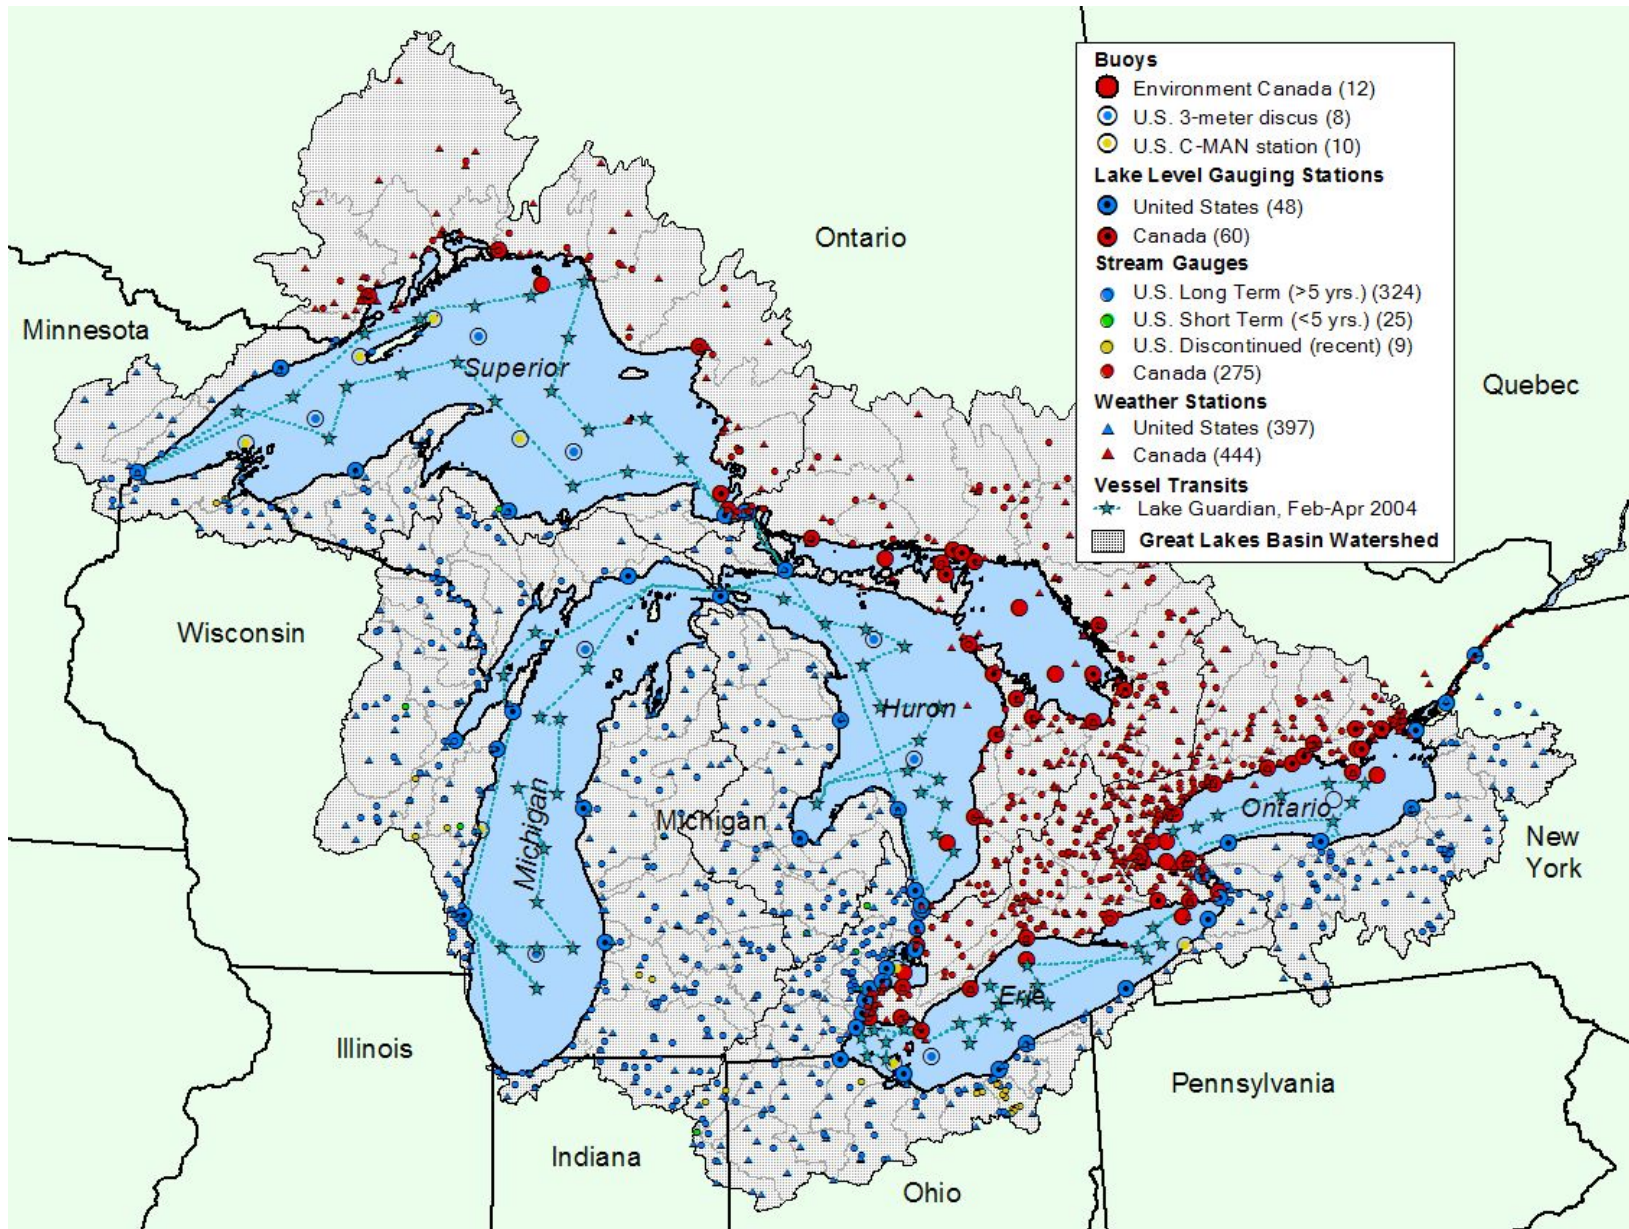 Buoys
Environment Canada (12)
U.S. 3-meter discus (8)
U.S. C-MAN station (10)
Lake Level Gauging Stations
United States (48)
Canada (60)
Stream Gauges
U.S. Long Term (>5 yrs.) (324)
U.S. Short Term (<5 yrs.) (25)
U.S. Discontinued (recent) (9)
Canada (275)
Weather Stations
United States (397)
Canada (444)
Vessel Transits
Lake Guardian, Feb-Apr 2004
Great Lakes Basin Watershed
Ontario
Minnesota
Superior
Quebec
Wisconsin
Huron
Michigan
Michigan
Ontario
New
York
Erie
Illinois
Pennsylvania
Indiana
Ohio